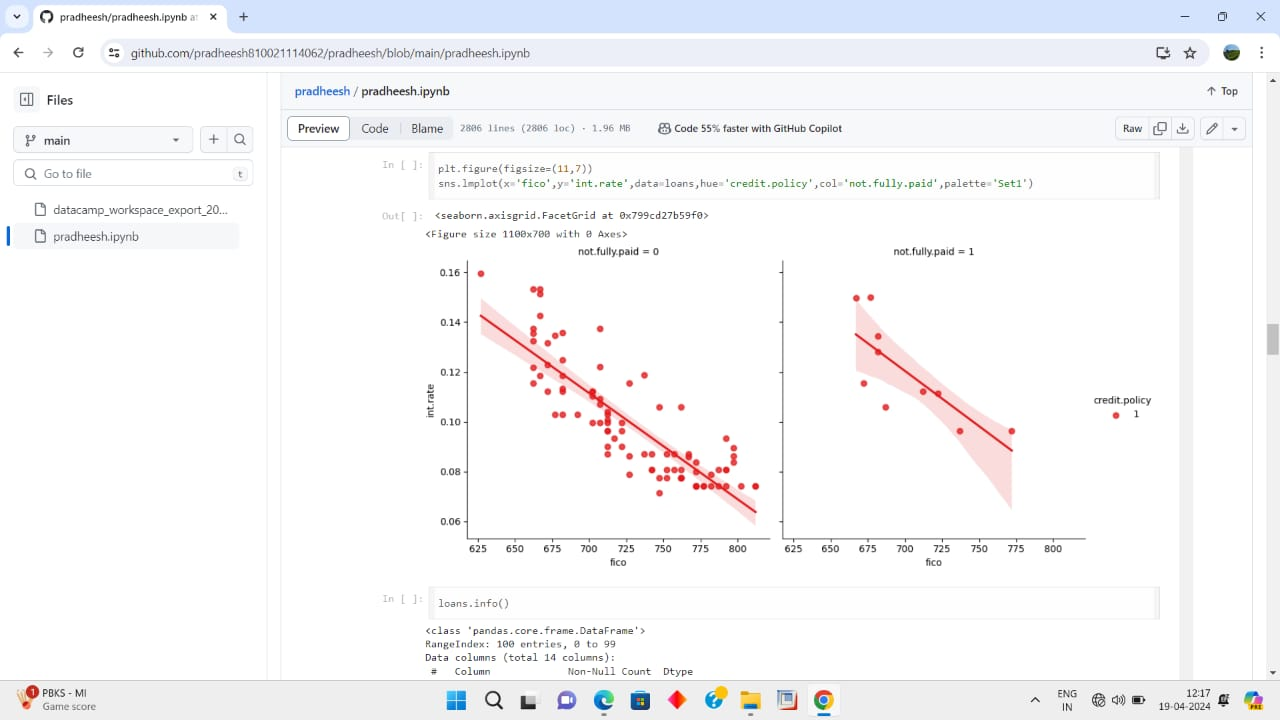 pradheesh/pradheesh.ipynb at
github.com/pradheesh810021114062/pradheesh/blob/main/pradheesh.ipynb
Files
main
Go to file
t
datacamp_workspace_export_20...
pradheesh.ipynb
pradheesh / pradheesh.ipynb
Top
Preview Code Blame 2806 lines (2806 loc) · 1.96 MB Code 55% faster with GitHub Copilot Raw
In [ ]: plt.figure(figsize=(11,7))
sns.lmplot(x='fico',y='int.rate',data=loans,hue='credit.policy',col='not.fully.paid',palette='Set1')
Out[ ]: <seaborn.axisgrid.FacetGrid at 0x799cd27b59f0>
<Figure size 1100x700 with 0 Axes>
not.fully.paid = 0 not.fully.paid = 1
0.16
0.14
0.12
0.10
0.08
0.06
int.rate
credit.policy
1
625 650 675 700 725 750 775 800 625 650 675 700 725 750 775 800
fico fico
In [ ]: loans.info()
<class 'pandas.core.frame.DataFrame'>
RangeIndex: 100 entries, 0 to 99
Data columns (total 14 columns):
# Column Non-Null Count Dtype
1
PBKS - MI
Game score
ENG
IN
12:17
19-04-2024
PRE